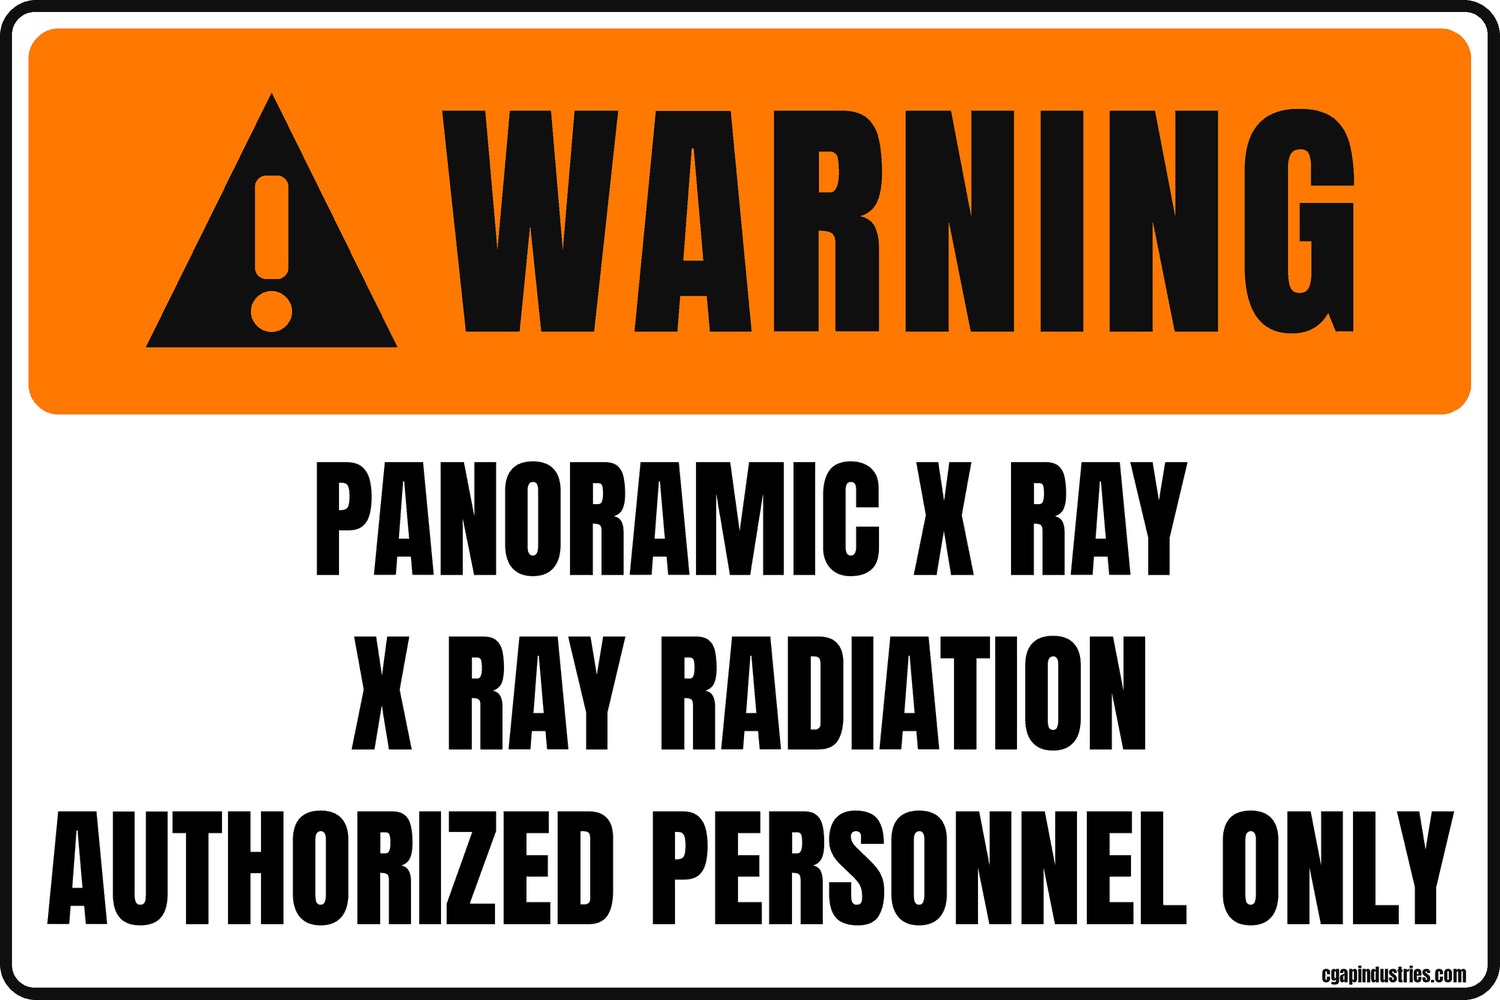 WARNING
PANORAMIC X RAY
X RAY RADIATION
AUTHORIZED PERSONNEL ONLY
cgapindustries.com